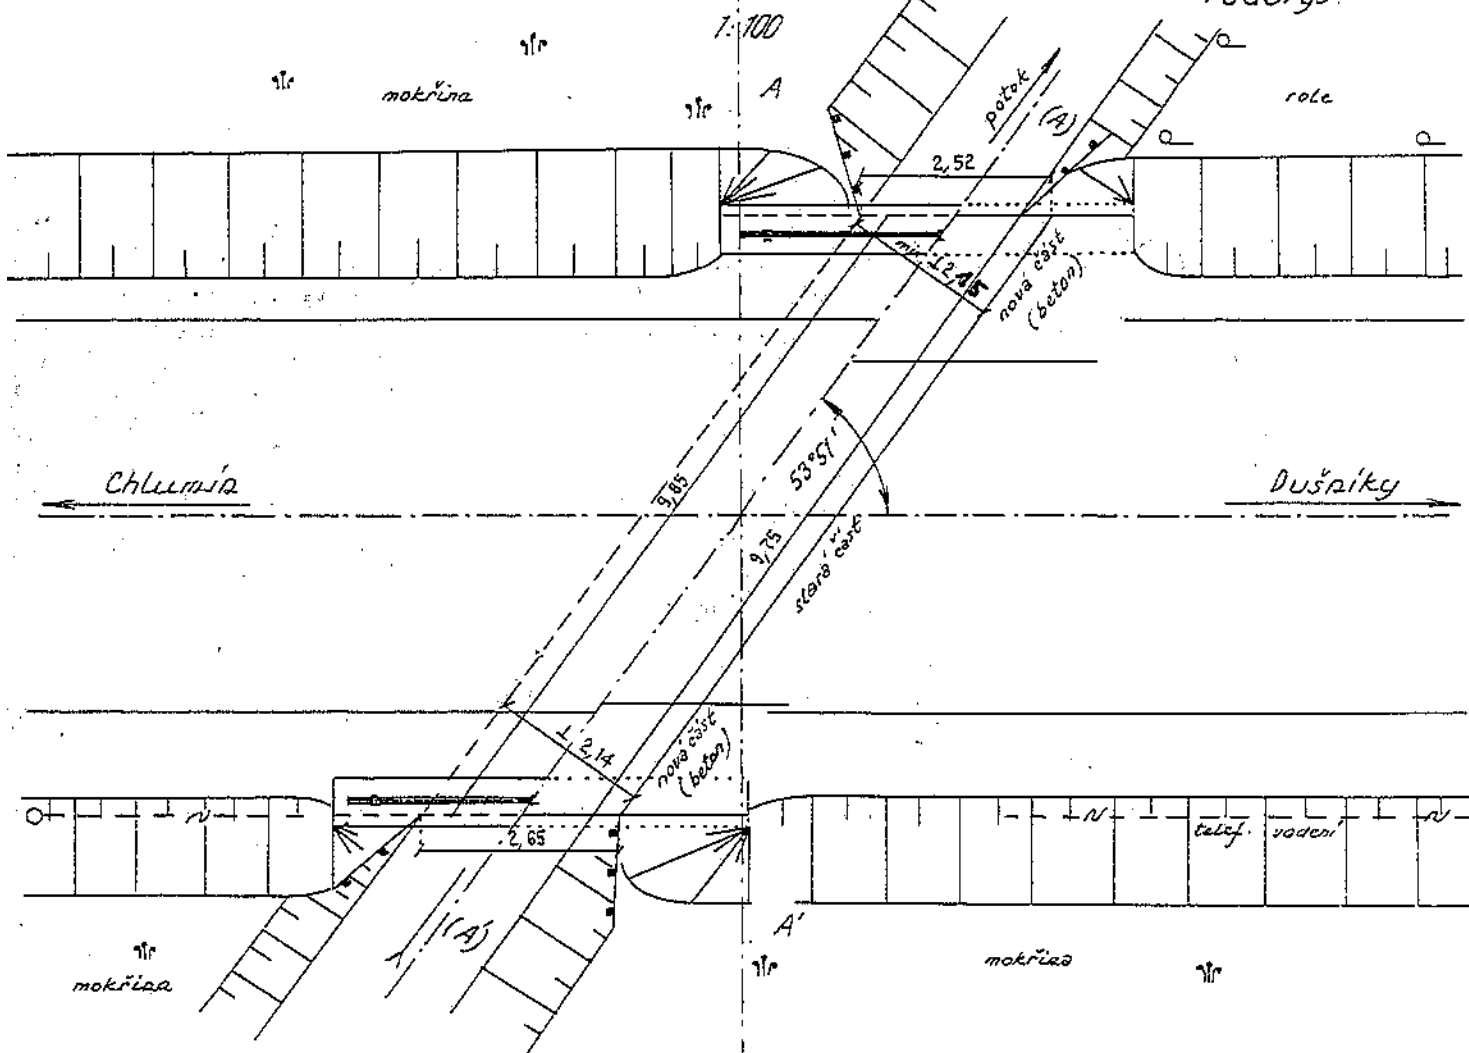 1:100
mokřina
A
potok
(A)
role
2,52
min ⊥2,15
nová část
(beton)
Chlumín
Dušníky
53°51'
9,85
9,75
stará část
⊥ 2,14
nová část
(beton)
2,65
telef. vedení
(A')
A'
mokřina
mokřina